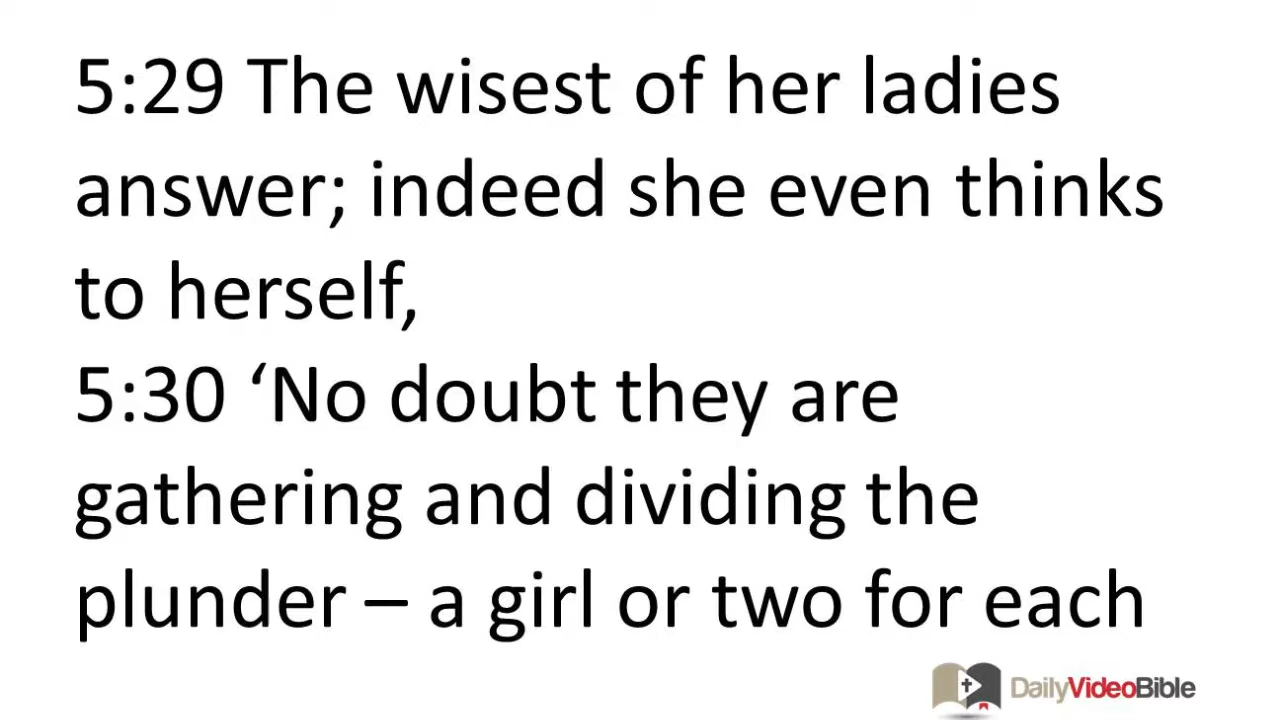 5:29 The wisest of her ladies
answer; indeed she even thinks
to herself,
5:30 ‘No doubt they are
gathering and dividing the
plunder – a girl or two for each
DailyVideoBible